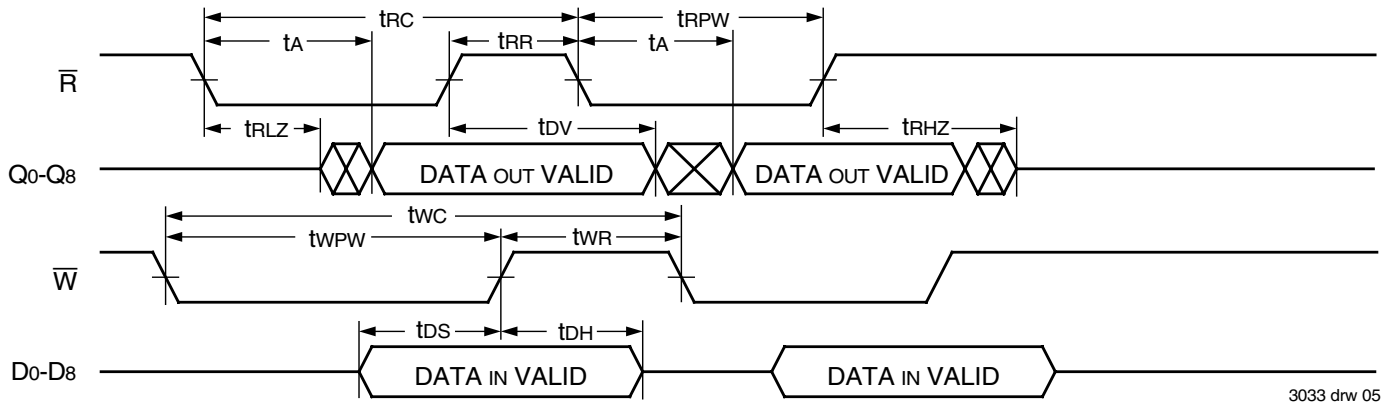 tRC
tRPW
tA
tRR
tA
R̅
tRLZ
tDV
tRHZ
Q0-Q8
DATA OUT VALID
DATA OUT VALID
tWC
tWPW
tWR
W̅
tDS
tDH
D0-D8
DATA IN VALID
DATA IN VALID
3033 drw 05